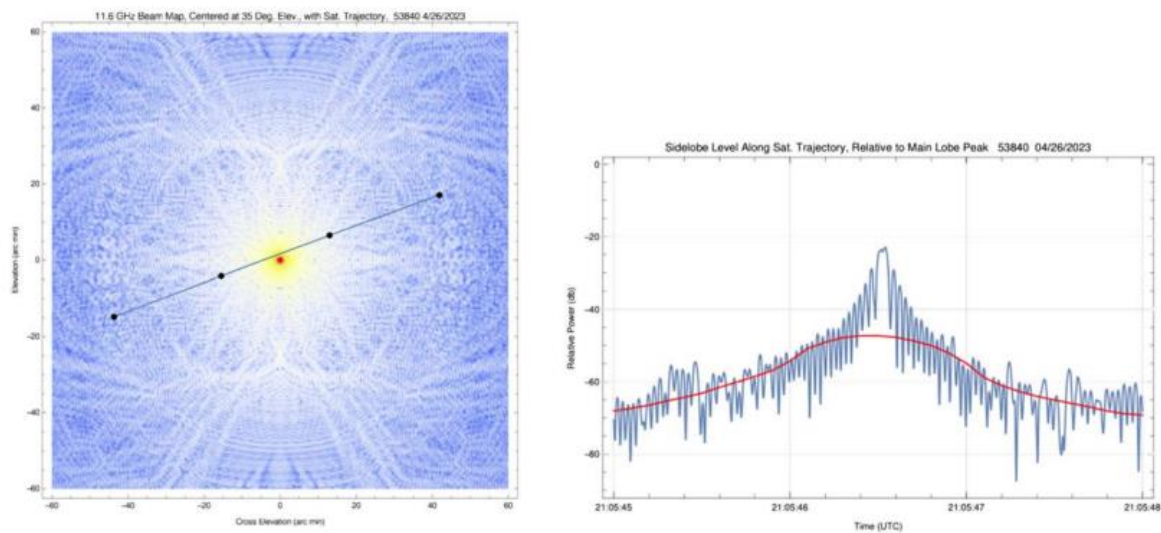 11.6 GHz Beam Map, Centered at 35 Deg. Elev., with Sat. Trajectory, 53840 4/26/2023
60
40
20
0
-20
-40
-60
Elevation (arc min)
-60 -40 -20 0 20 40 60
Cross Elevation (arc min)
Sidelobe Level Along Sat. Trajectory, Relative to Main Lobe Peak 53840 04/26/2023
0
-20
-40
-60
-80
Relative Power (db)
21:05:45 21:05:46 21:05:47 21:05:48
Time (UTC)